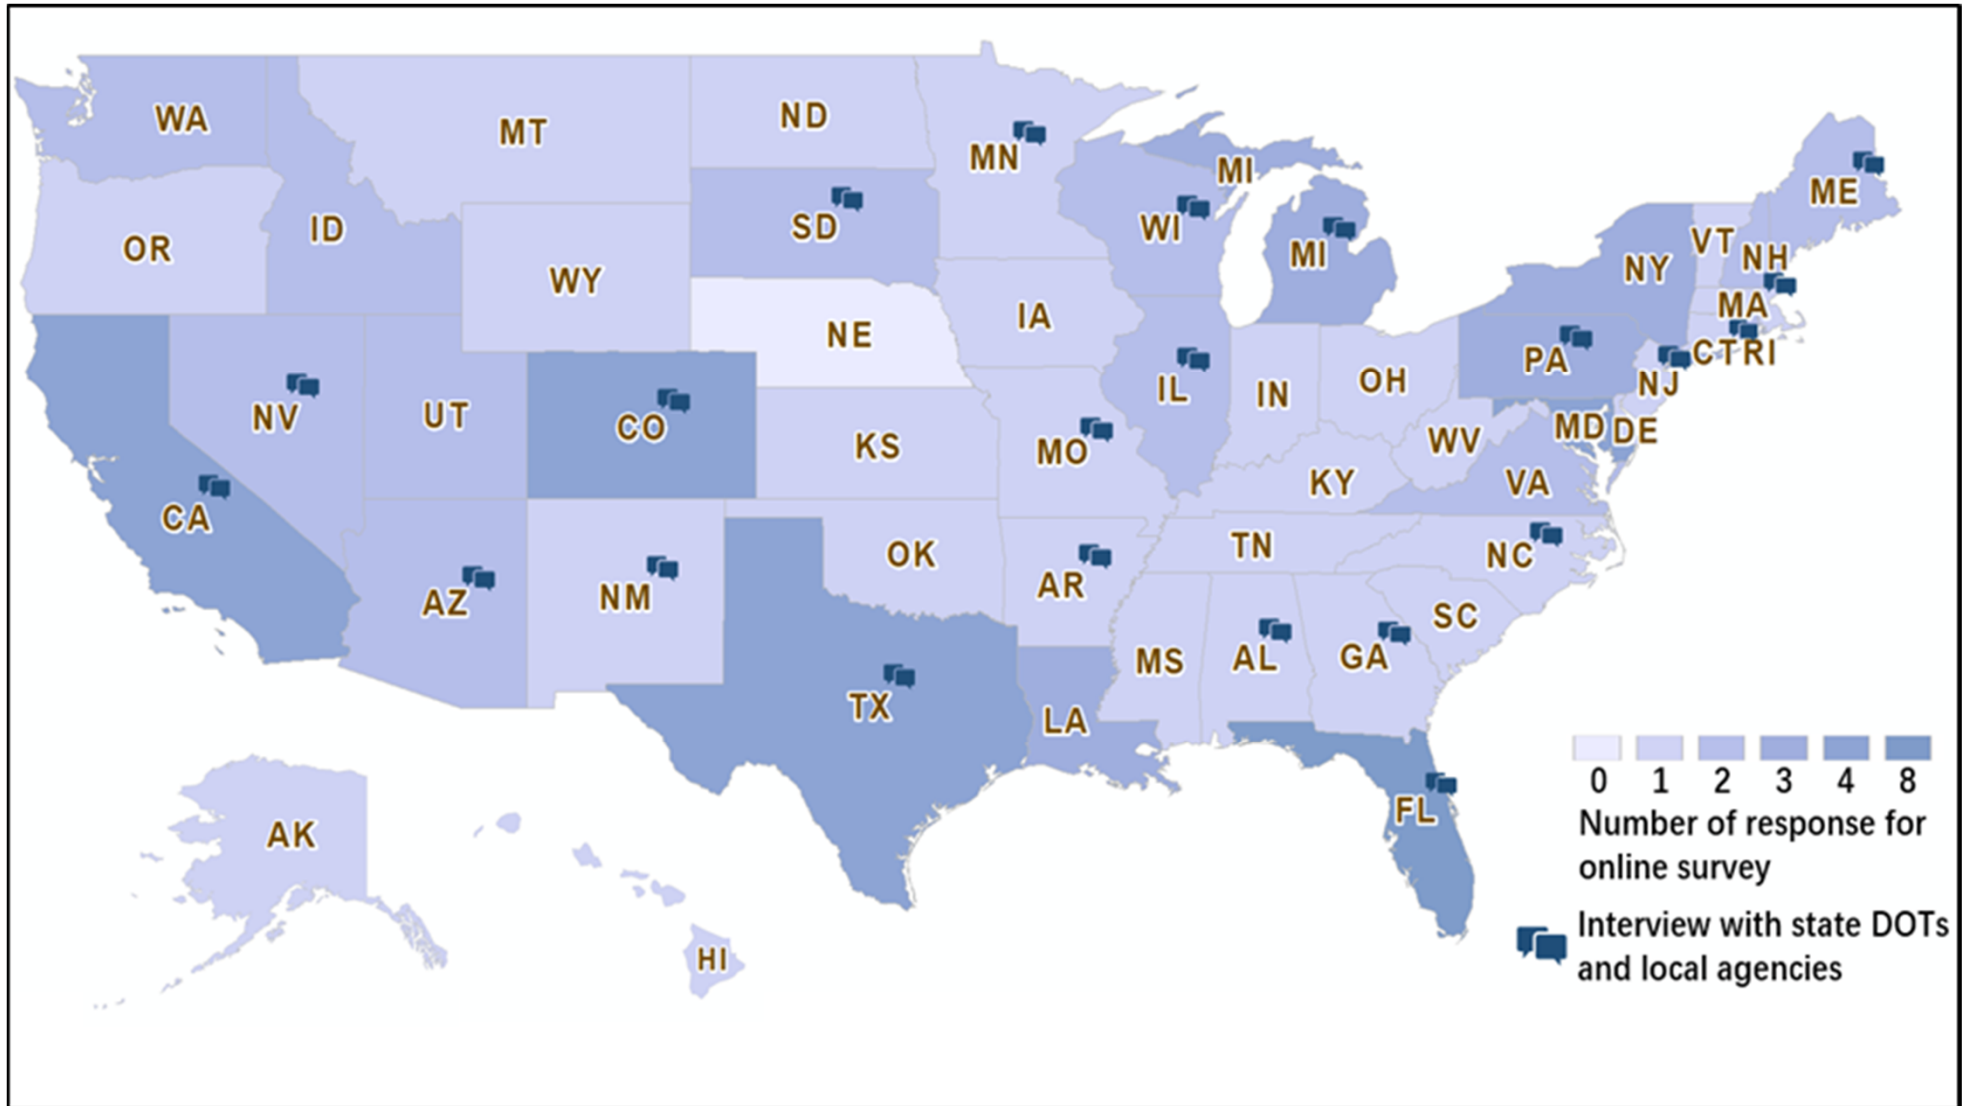 WA
MT
ND
MN
MI
ME
OR
ID
SD
WI
MI
NY
VT
NH
WY
IA
NE
MA
PA
CT
RI
NV
UT
CO
KS
MO
IL
IN
OH
NJ
WV
MD
DE
CA
KY
VA
AZ
NM
OK
AR
TN
NC
SC
TX
LA
MS
AL
GA
FL
AK
HI
0 1 2 3 4 8
Number of response for
online survey
Interview with state DOTs
and local agencies